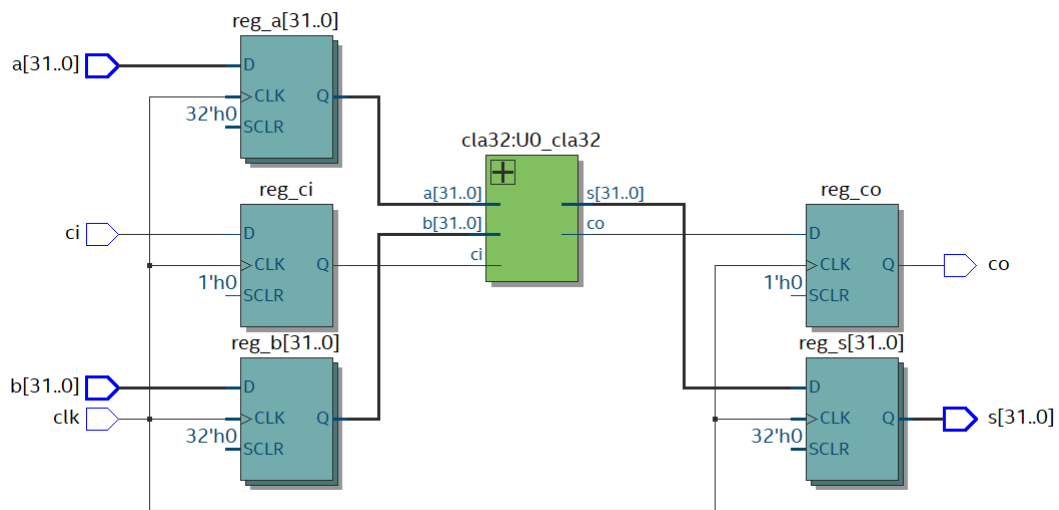 reg_a[31..0]
a[31..0]
D
CLK
Q
32'h0
SCLR
cla32:U0_cla32
a[31..0]
s[31..0]
b[31..0]
co
ci
reg_ci
ci
D
CLK
Q
1'h0
SCLR
reg_co
D
CLK
Q
co
1'h0
SCLR
reg_b[31..0]
b[31..0]
D
clk
CLK
Q
32'h0
SCLR
reg_s[31..0]
D
CLK
Q
s[31..0]
32'h0
SCLR